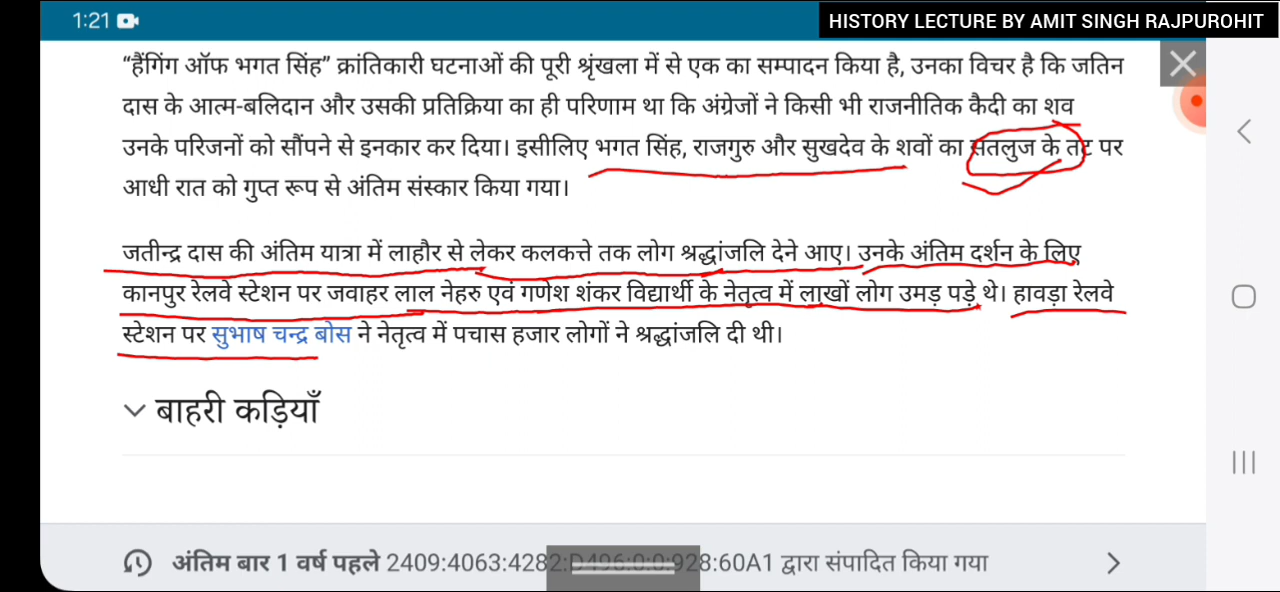 1:21
HISTORY LECTURE BY AMIT SINGH RAJPUROHIT
“हैंगिंग ऑफ भगत सिंह” क्रांतिकारी घटनाओं की पूरी श्रृंखला में से एक का सम्पादन किया है, उनका विचर है कि जतिन
दास के आत्म-बलिदान और उसकी प्रतिक्रिया का ही परिणाम था कि अंग्रेजों ने किसी भी राजनीतिक कैदी का शव
उनके परिजनों को सौंपने से इनकार कर दिया। इसीलिए भगत सिंह, राजगुरु और सुखदेव के शवों का सतलुज के तट पर
आधी रात को गुप्त रूप से अंतिम संस्कार किया गया।
जतीन्द्र दास की अंतिम यात्रा में लाहौर से लेकर कलकत्ते तक लोग श्रद्धांजलि देने आए। उनके अंतिम दर्शन के लिए
कानपुर रेलवे स्टेशन पर जवाहर लाल नेहरु एवं गणेश शंकर विद्यार्थी के नेतृत्व में लाखों लोग उमड़ पड़े थे। हावड़ा रेलवे
स्टेशन पर सुभाष चन्द्र बोस ने नेतृत्व में पचास हजार लोगों ने श्रद्धांजलि दी थी।
बाहरी कड़ियाँ
अंतिम बार 1 वर्ष पहले 2409:4063:4282:D496:0:0:928:60A1 द्वारा संपादित किया गया